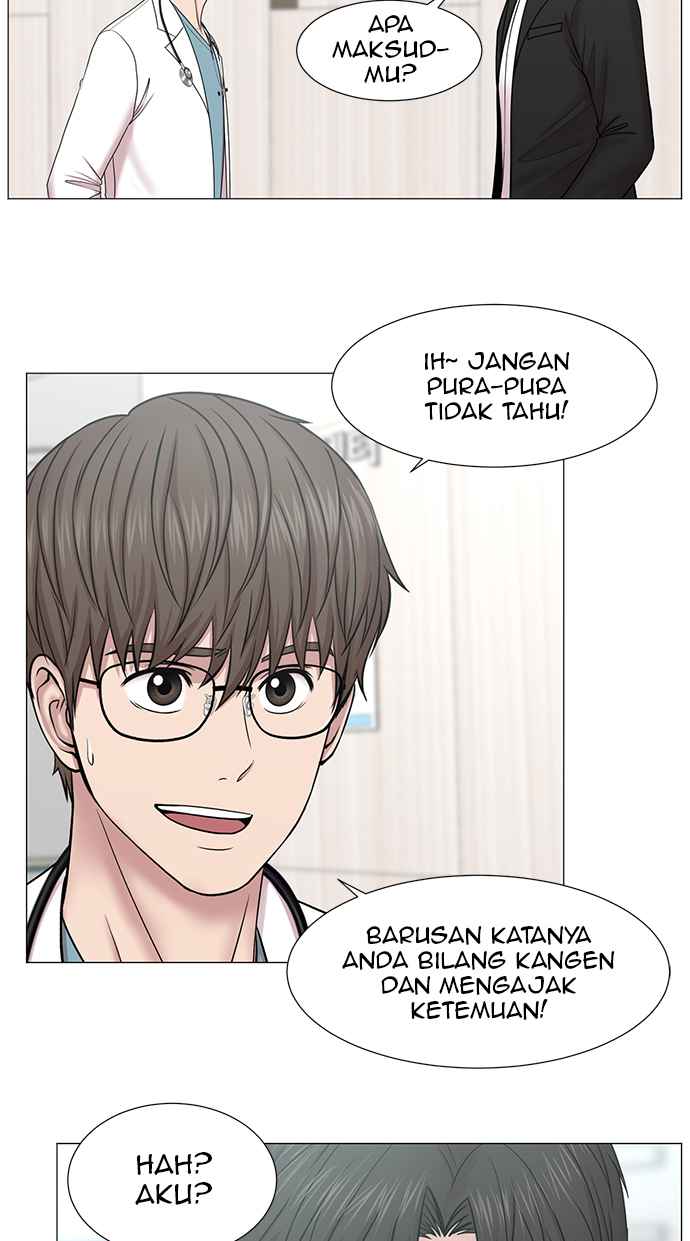 APA
MAKSUD-
MU?
IH~ JANGAN
PURA-PURA
TIDAK TAHU!
BARUSAN KATANYA
ANDA BILANG KANGEN
DAN MENGAJAK
KETEMUAN!
HAH?
AKU?